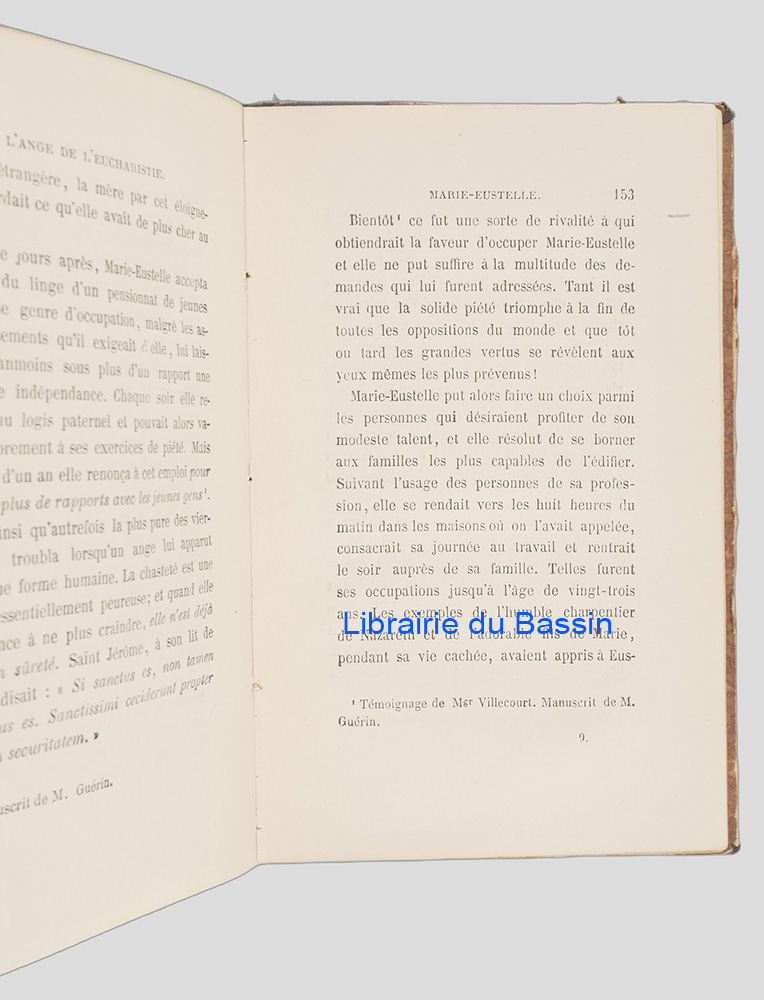 L'ANGE DE L'EUCHARISTIE.
étrangère, la mère par cet éloigne-
rdait ce qu'elle avait de plus cher au
e jours après, Marie-Eustelle accepta
du linge d'un pensionnat de jeunes
e genre d'occupation, malgré les as-
ements qu'il exigeait d'elle, lui lais-
anmoins sous plus d'un rapport une
e indépendance. Chaque soir elle re-
au logis paternel et pouvait alors va-
brement à ses exercices de piété. Mais
d'un an elle renonça à cet emploi pour
plus de rapports avec les jeunes gens¹.
insi qu'autrefois la plus pure des vier-
troubla lorsqu'un ange lui apparut
ne forme humaine. La chasteté est une
essentiellement peureuse; et quand elle
nce à ne plus craindre, elle n'est déjà
n sûreté. Saint Jérôme, à son lit de
disait : « Si sanctus es, non tamen
us es. Sanctissimi ceciderunt propter
securitatem. »
uscrit de M. Guérin.
MARIE-EUSTELLE. 153
Bientôt¹ ce fut une sorte de rivalité à qui
obtiendrait la faveur d'occuper Marie-Eustelle
et elle ne put suffire à la multitude des de-
mandes qui lui furent adressées. Tant il est
vrai que la solide piété triomphe à la fin de
toutes les oppositions du monde et que tôt
ou tard les grandes vertus se révèlent aux
yeux mêmes les plus prévenus!
Marie-Eustelle put alors faire un choix parmi
les personnes qui désiraient profiter de son
modeste talent, et elle résolut de se borner
aux familles les plus capables de l'édifier.
Suivant l'usage des personnes de sa profes-
sion, elle se rendait vers les huit heures du
matin dans les maisons où on l'avait appelée,
consacrait sa journée au travail et rentrait
le soir auprès de sa famille. Telles furent
ses occupations jusqu'à l'âge de vingt-trois
ans. Les exemples de l'humble charpentier
de Nazareth et de l'adorable fils de Marie,
pendant sa vie cachée, avaient appris à Eus-
¹ Témoignage de Mgr Villecourt. Manuscrit de M.
Guérin.
9.
Librairie du Bassin